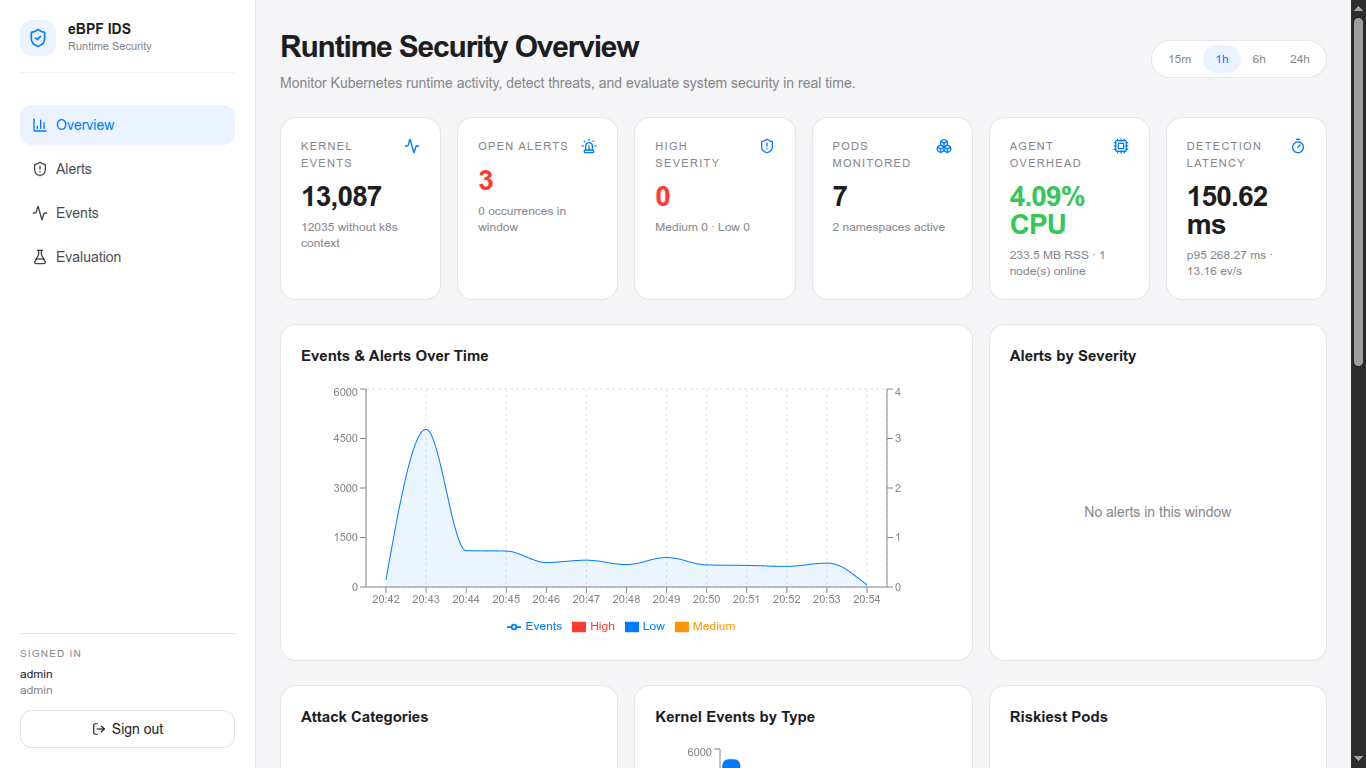 eBPF IDS
Runtime Security
Overview
Alerts
Events
Evaluation
SIGNED IN
admin
admin
Sign out
Runtime Security Overview
Monitor Kubernetes runtime activity, detect threats, and evaluate system security in real time.
15m 1h 6h 24h
KERNEL
EVENTS
13,087
12035 without k8s
context
OPEN ALERTS
3
0 occurrences in
window
HIGH
SEVERITY
0
Medium 0 · Low 0
PODS
MONITORED
7
2 namespaces active
AGENT
OVERHEAD
4.09%
CPU
233.5 MB RSS · 1
node(s) online
DETECTION
LATENCY
150.62
ms
p95 268.27 ms ·
13.16 ev/s
Events & Alerts Over Time
6000
4500
3000
1500
0
4
3
2
1
0
20:42 20:43 20:44 20:45 20:46 20:47 20:48 20:49 20:50 20:51 20:52 20:53 20:54
Events High Low Medium
Alerts by Severity
No alerts in this window
Attack Categories
Kernel Events by Type
6000
Riskiest Pods